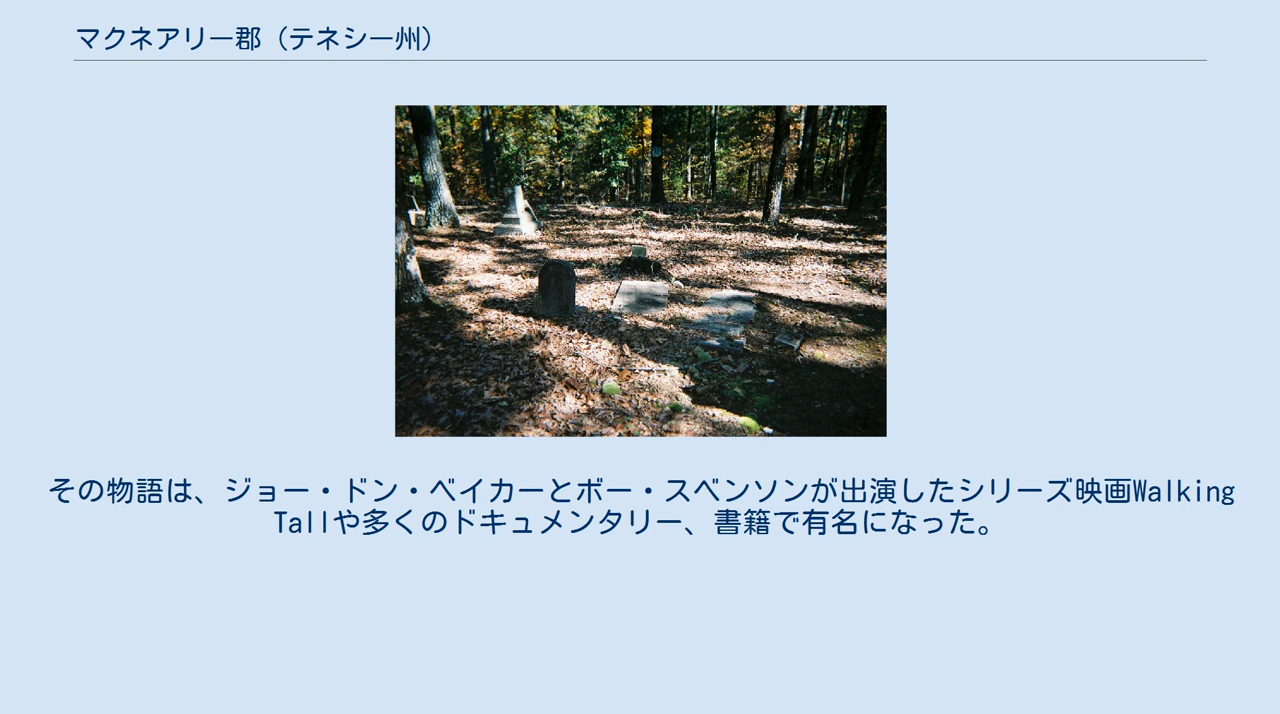 マクネアリー郡（テネシー州）
その物語は、ジョー・ドン・ベイカーとボー・スベンソンが出演したシリーズ映画Walking
Tallや多くのドキュメンタリー、書籍で有名になった。